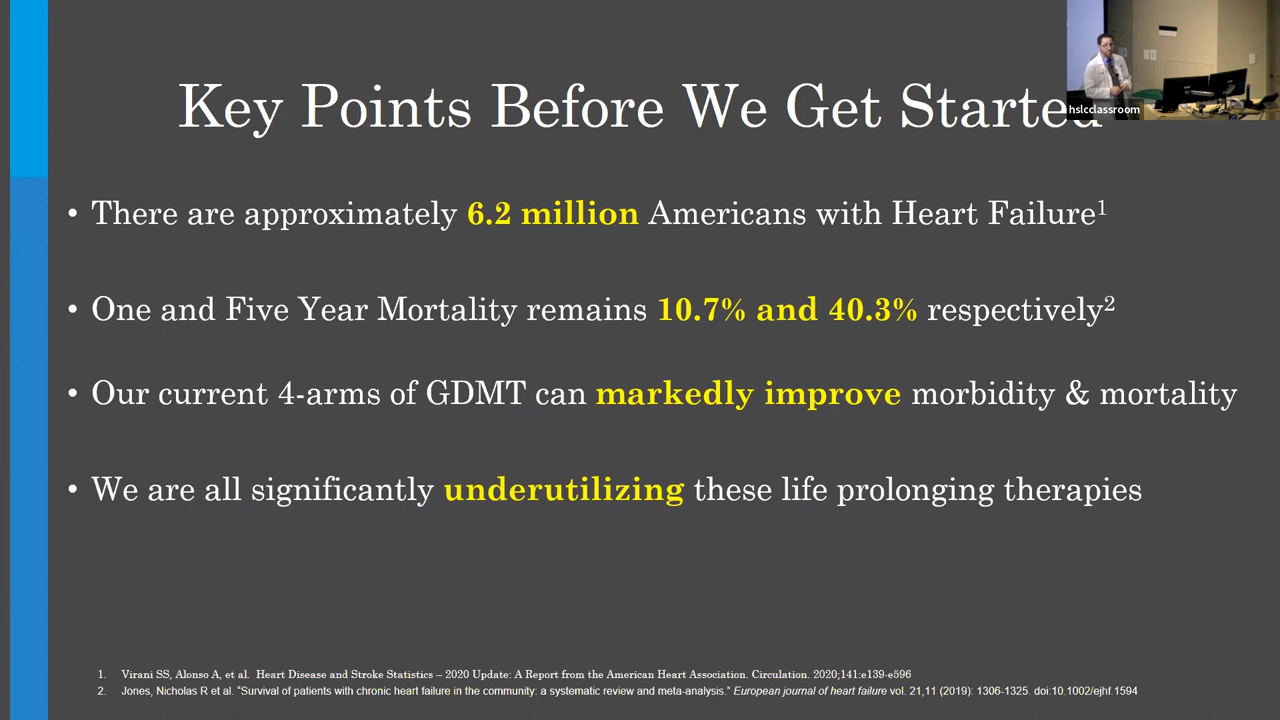 Key Points Before We Get Started
hslcclassroom
• There are approximately 6.2 million Americans with Heart Failure¹
• One and Five Year Mortality remains 10.7% and 40.3% respectively²
• Our current 4-arms of GDMT can markedly improve morbidity & mortality
• We are all significantly underutilizing these life prolonging therapies
1. Virani SS, Alonso A, et al. Heart Disease and Stroke Statistics – 2020 Update: A Report from the American Heart Association. Circulation. 2020;141:e139-e596
2. Jones, Nicholas R et al. "Survival of patients with chronic heart failure in the community: a systematic review and meta-analysis." European journal of heart failure vol. 21,11 (2019): 1306-1325. doi:10.1002/ejhf.1594